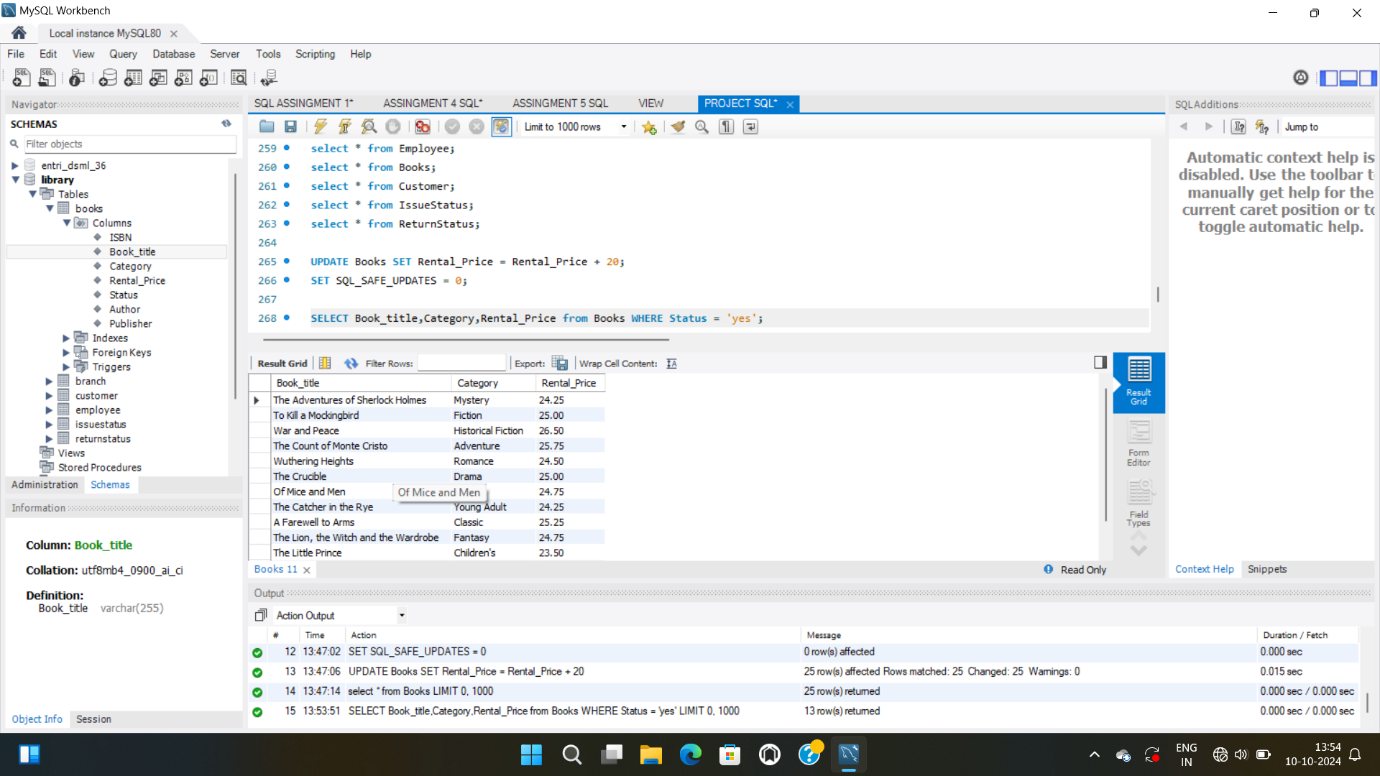 MySQL Workbench
Local instance MySQL80
File Edit View Query Database Server Tools Scripting Help
Navigator
SCHEMAS
Filter objects
entri_dsml_36
library
Tables
books
Columns
ISBN
Book_title
Category
Rental_Price
Status
Author
Publisher
Indexes
Foreign Keys
Triggers
branch
customer
employee
issuestatus
returnstatus
Views
Stored Procedures
Administration Schemas
Information
Column: Book_title
Collation: utf8mb4_0900_ai_ci
Definition:
Book_title varchar(255)
Object Info Session
SQL ASSINGMENT 1* ASSINGMENT 4 SQL* ASSINGMENT 5 SQL VIEW PROJECT SQL*
Limit to 1000 rows
259 select * from Employee;
260 select * from Books;
261 select * from Customer;
262 select * from IssueStatus;
263 select * from ReturnStatus;
264
265 UPDATE Books SET Rental_Price = Rental_Price + 20;
266 SET SQL_SAFE_UPDATES = 0;
267
268 SELECT Book_title,Category,Rental_Price from Books WHERE Status = 'yes';
Result Grid Filter Rows: Export: Wrap Cell Content:
Book_title Category Rental_Price
The Adventures of Sherlock Holmes Mystery 24.25
To Kill a Mockingbird Fiction 25.00
War and Peace Historical Fiction 26.50
The Count of Monte Cristo Adventure 25.75
Wuthering Heights Romance 24.50
The Crucible Drama 25.00
Of Mice and Men 24.75
Of Mice and Men
The Catcher in the Rye Young Adult 24.25
A Farewell to Arms Classic 25.25
The Lion, the Witch and the Wardrobe Fantasy 24.75
The Little Prince Children's 23.50
Result
Grid
Form
Editor
Field
Types
Books 11 Read Only
Output
Action Output
# Time Action Message Duration / Fetch
12 13:47:02 SET SQL_SAFE_UPDATES = 0 0 row(s) affected 0.000 sec
13 13:47:06 UPDATE Books SET Rental_Price = Rental_Price + 20 25 row(s) affected Rows matched: 25 Changed: 25 Warnings: 0 0.015 sec
14 13:47:14 select * from Books LIMIT 0, 1000 25 row(s) returned 0.000 sec / 0.000 sec
15 13:53:51 SELECT Book_title,Category,Rental_Price from Books WHERE Status = 'yes' LIMIT 0, 1000 13 row(s) returned 0.000 sec / 0.000 sec
SQLAdditions
Jump to
Automatic context help is
disabled. Use the toolbar t
manually get help for the
current caret position or to
toggle automatic help.
Context Help Snippets
ENG
IN
13:54
10-10-2024